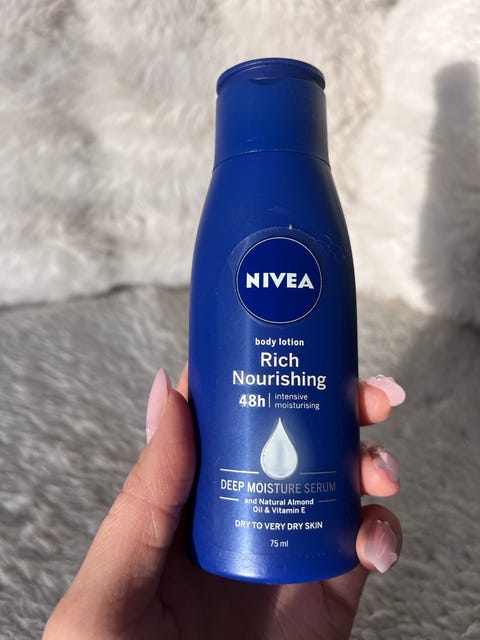 NIVEA
body lotion
Rich
Nourishing
48h intensive
moisturising
DEEP MOISTURE SERUM
and Natural Almond
Oil & Vitamin E
DRY TO VERY DRY SKIN
75 ml